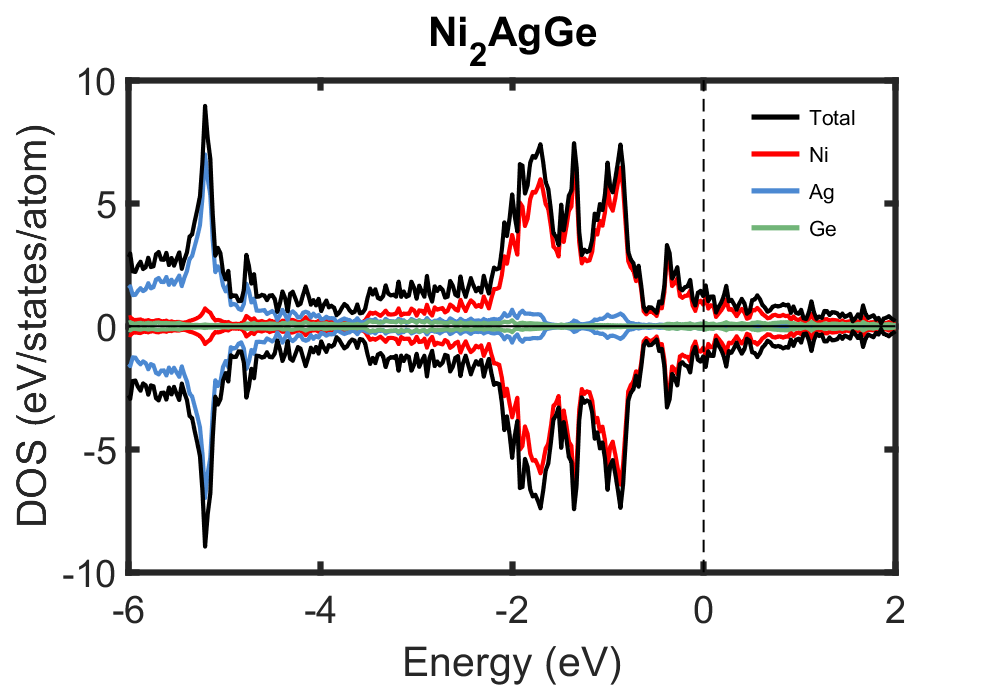 Ni2AgGe
10
5
0
-5
-10
DOS (eV/states/atom)
Total
Ni
Ag
Ge
-6 -4 -2 0 2
Energy (eV)